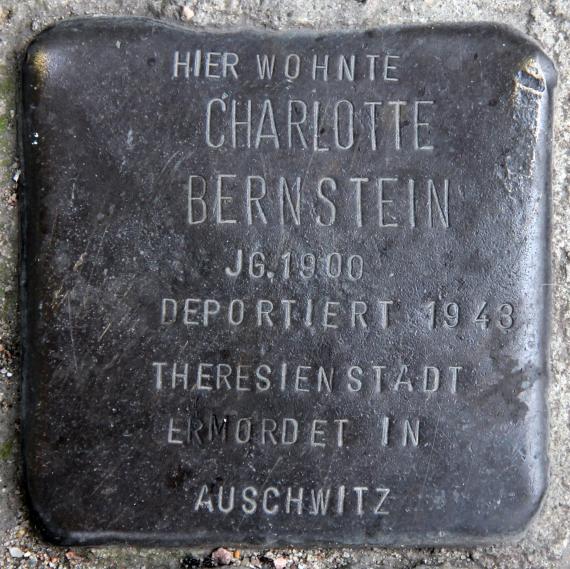 HIER WOHNTE
CHARLOTTE
BERNSTEIN
JG.1900
DEPORTIERT 1943
THERESIENSTADT
ERMORDET IN
AUSCHWITZ